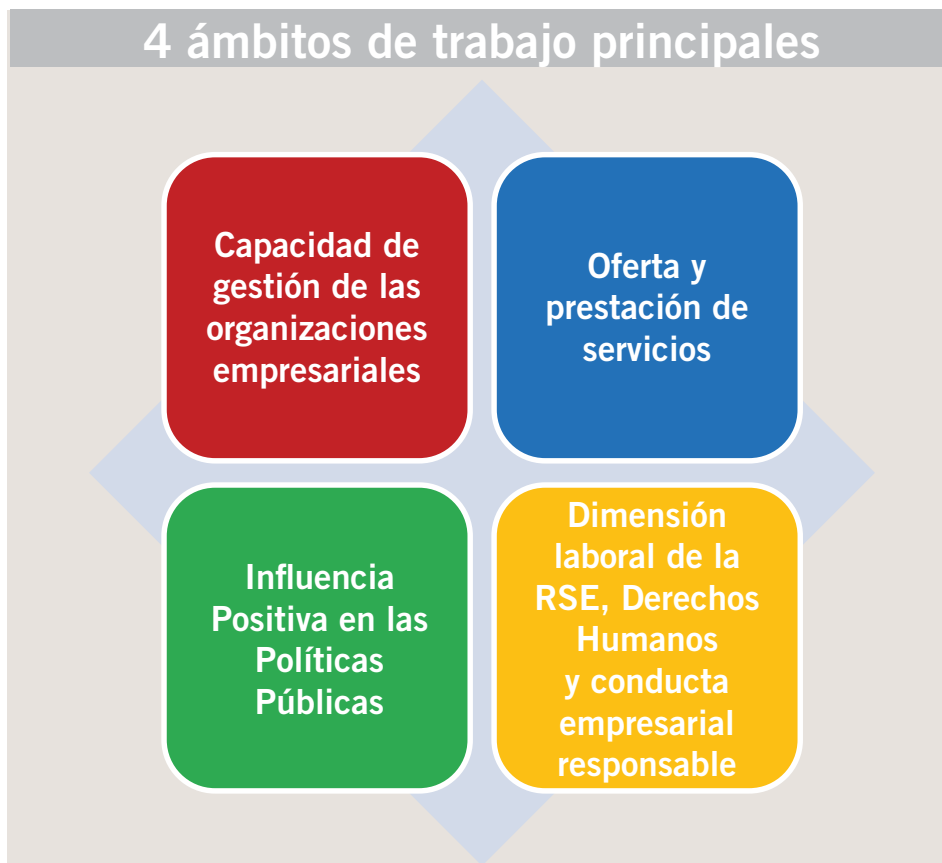 4 ámbitos de trabajo principales
Capacidad de
gestión de las
organizaciones
empresariales
Oferta y
prestación de
servicios
Influencia
Positiva en las
Políticas
Públicas
Dimensión
laboral de la
RSE, Derechos
Humanos
y conducta
empresarial
responsable